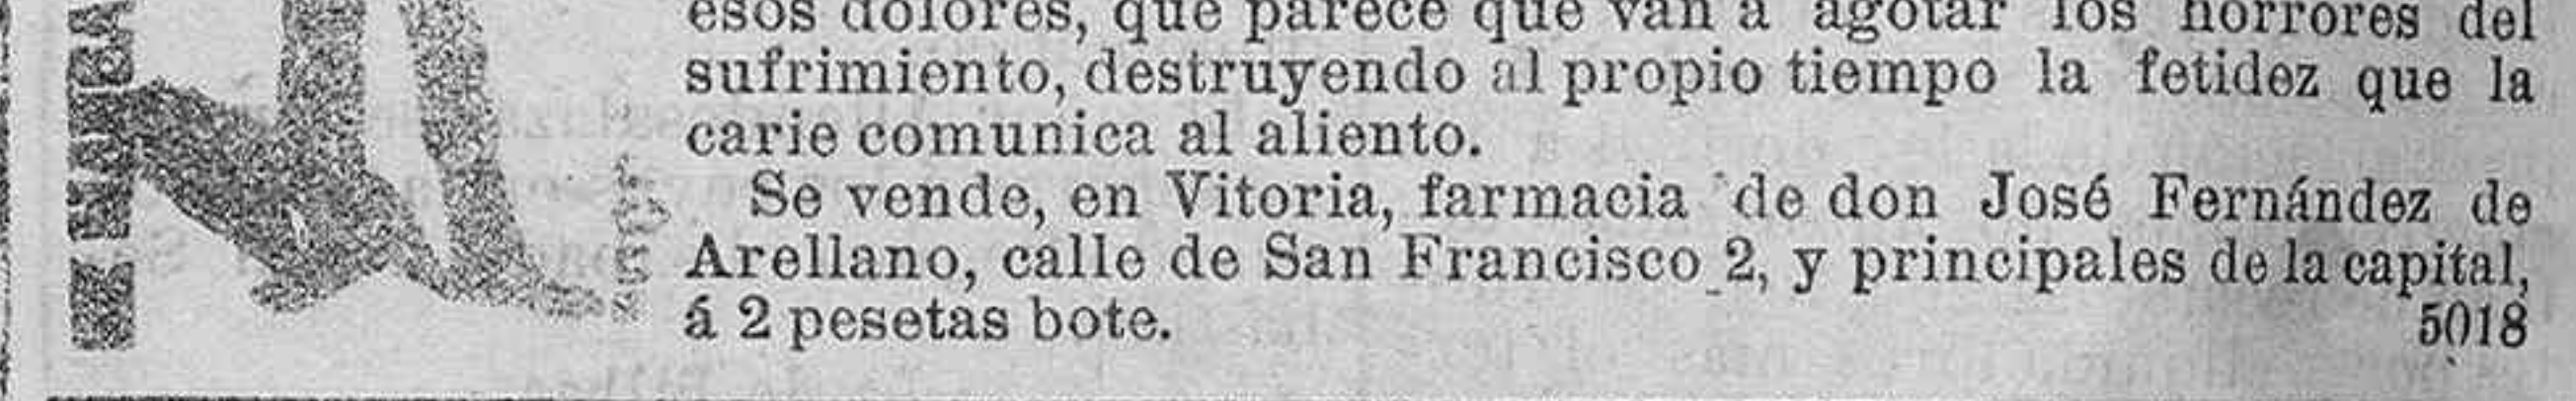 esos dolores, que parece que van a agotar los horrores del
sufrimiento, destruyendo al propio tiempo la fetidez que la
carie comunica al aliento.
Se vende, en Vitoria, farmacia de don José Fernández de
Arellano, calle de San Francisco 2, y principales de la capital,
á 2 pesetas bote.
5018